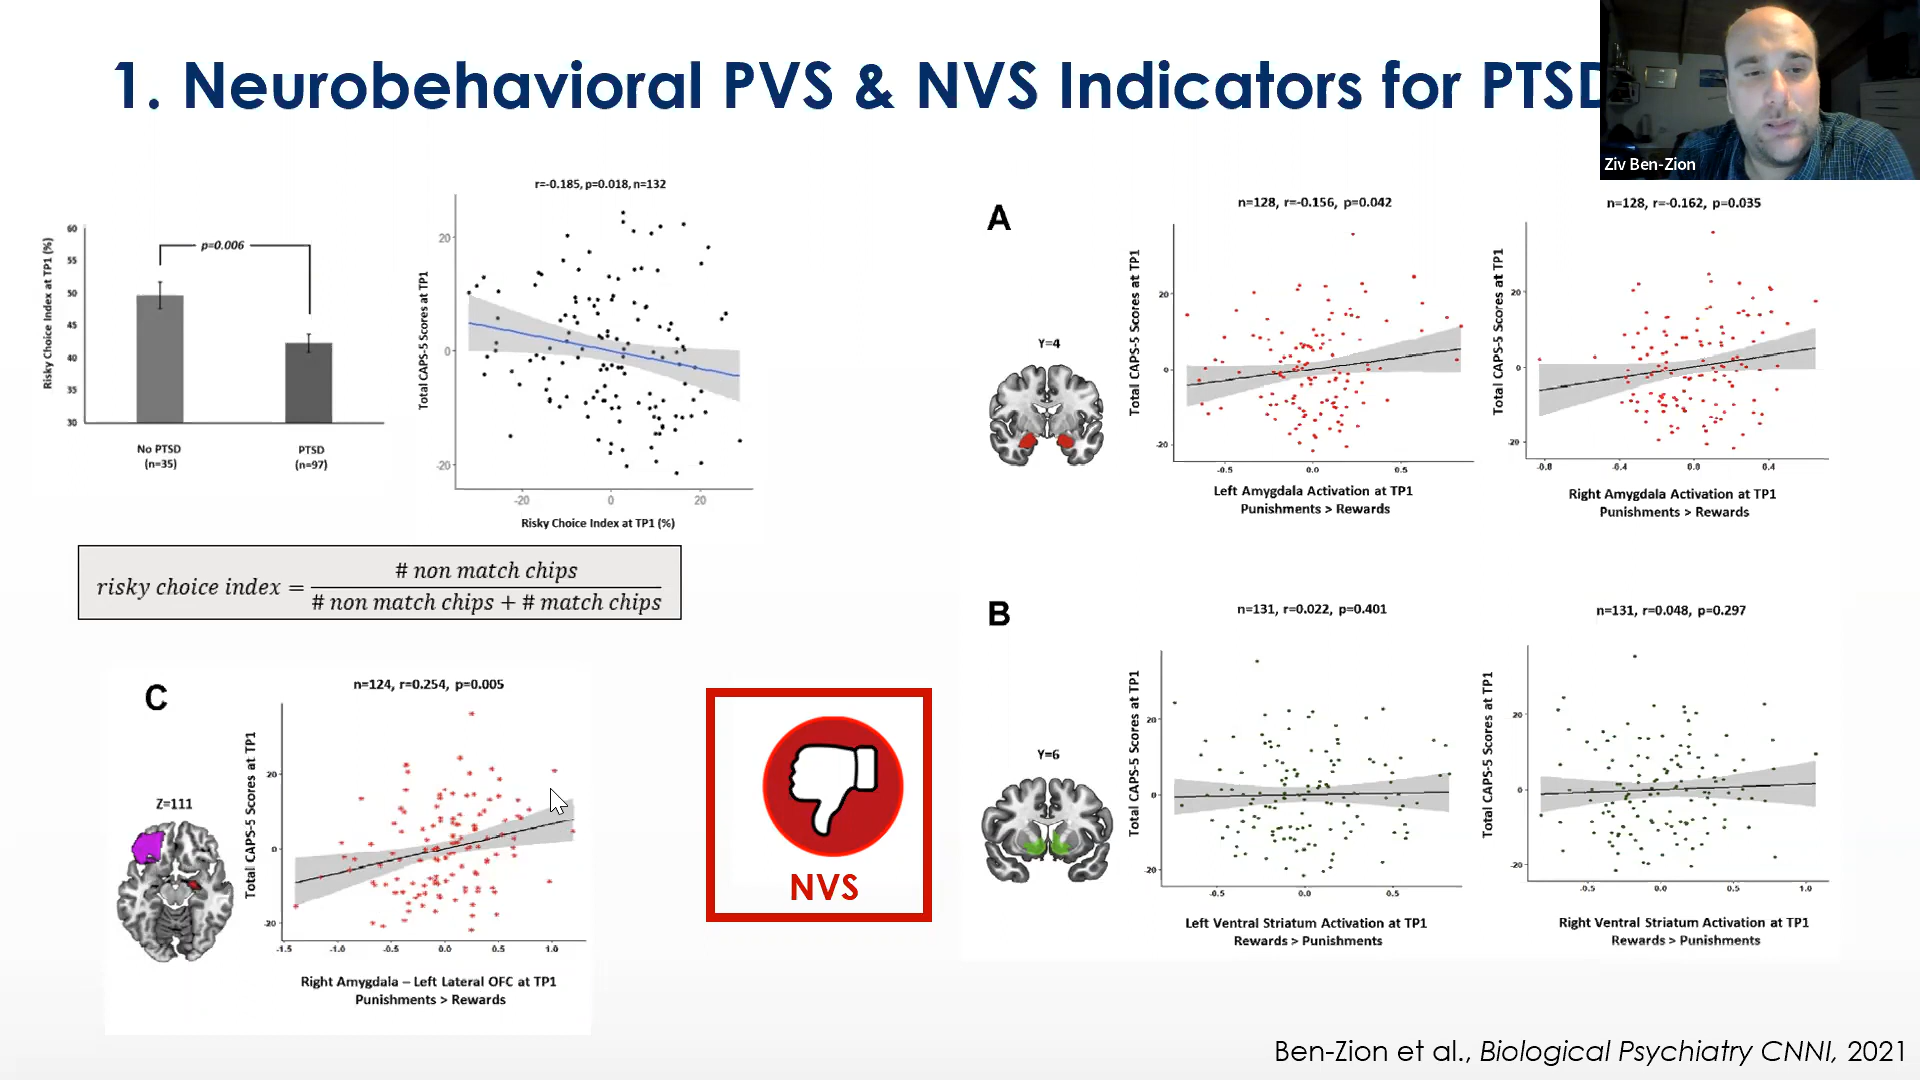 1. Neurobehavioral PVS & NVS Indicators for PTSD
Ziv Ben-Zion
p=0.006
Risky Choice Index at TP1 (%)
60
55
50
45
40
35
30
No PTSD
(n=35)
PTSD
(n=97)
r=-0.185, p=0.018, n=132
Total CAPS-5 Scores at TP1
20
0
-20
-20
0
20
Risky Choice Index at TP1 (%)
risky choice index = # non match chips
# non match chips + # match chips
A
Y=4
n=128, r=-0.156, p=0.042
Total CAPS-5 Scores at TP1
20
0
-20
-0.5
0.0
0.5
Left Amygdala Activation at TP1
Punishments > Rewards
n=128, r=-0.162, p=0.035
Total CAPS-5 Scores at TP1
20
0
-20
-0.8
-0.4
0.0
0.4
Right Amygdala Activation at TP1
Punishments > Rewards
B
Y=6
n=131, r=0.022, p=0.401
Total CAPS-5 Scores at TP1
20
0
-20
-0.5
0.0
0.5
Left Ventral Striatum Activation at TP1
Rewards > Punishments
n=131, r=0.048, p=0.297
Total CAPS-5 Scores at TP1
20
0
-20
-0.5
0.0
0.5
1.0
Right Ventral Striatum Activation at TP1
Rewards > Punishments
C
Z=111
n=124, r=0.254, p=0.005
Total CAPS-5 Scores at TP1
20
0
-20
-1.5
-1.0
-0.5
0.0
0.5
1.0
Right Amygdala – Left Lateral OFC at TP1
Punishments > Rewards
NVS
Ben-Zion et al., Biological Psychiatry CNNI, 2021